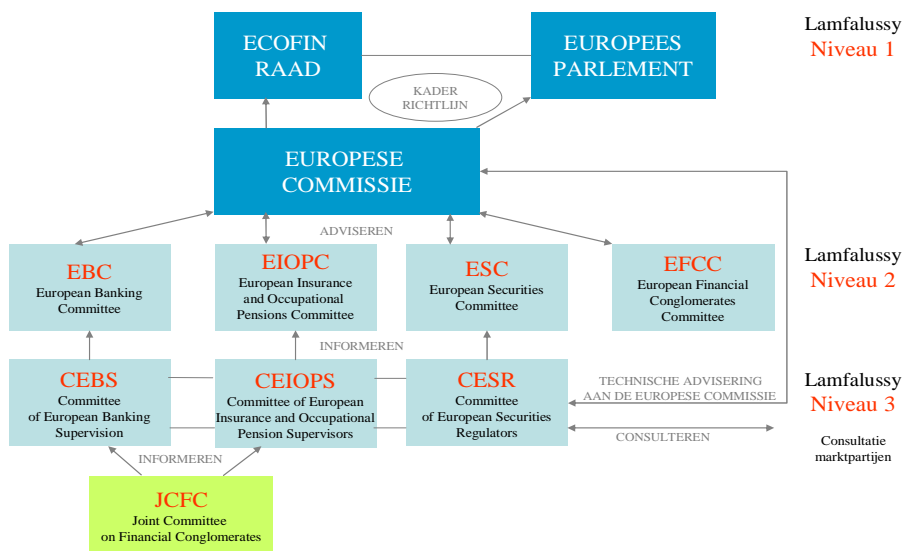 ECOFIN
RAAD
EUROPEES
PARLEMENT
Lamfalussy
Niveau 1
KADER
RICHTLIJN
EUROPESE
COMMISSIE
ADVISEREN
EBC
European Banking
Committee
EIOPC
European Insurance
and Occupational
Pensions Committee
ESC
European Securities
Committee
EFCC
European Financial
Conglomerates
Committee
Lamfalussy
Niveau 2
INFORMEREN
CEBS
Committee
of European Banking
Supervision
CEIOPS
Committee of European
Insurance and Occupational
Pension Supervisors
CESR
Committee
of European Securities
Regulators
TECHNISCHE ADVISERING
AAN DE EUROPESE COMMISSIE
Lamfalussy
Niveau 3
CONSULTEREN
Consultatie
marktpartijen
INFORMEREN
JCFC
Joint Committee
on Financial Conglomerates